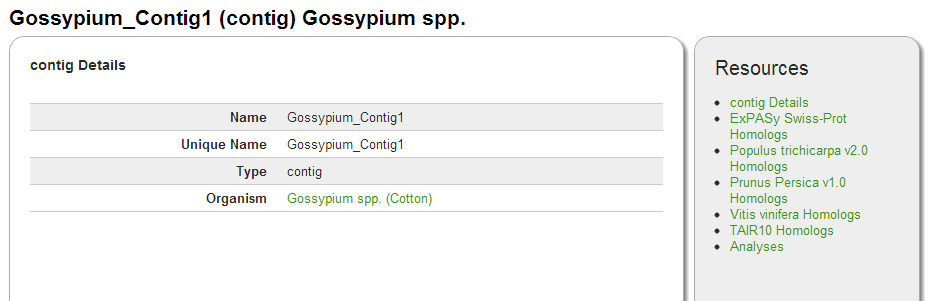 Gossypium_Contig1 (contig) Gossypium spp.
contig Details
Name Gossypium_Contig1
Unique Name Gossypium_Contig1
Type contig
Organism Gossypium spp. (Cotton)
Resources
contig Details
ExPASy Swiss-Prot
Homologs
Populus trichicarpa v2.0
Homologs
Prunus Persica v1.0
Homologs
Vitis vinifera Homologs
TAIR10 Homologs
Analyses